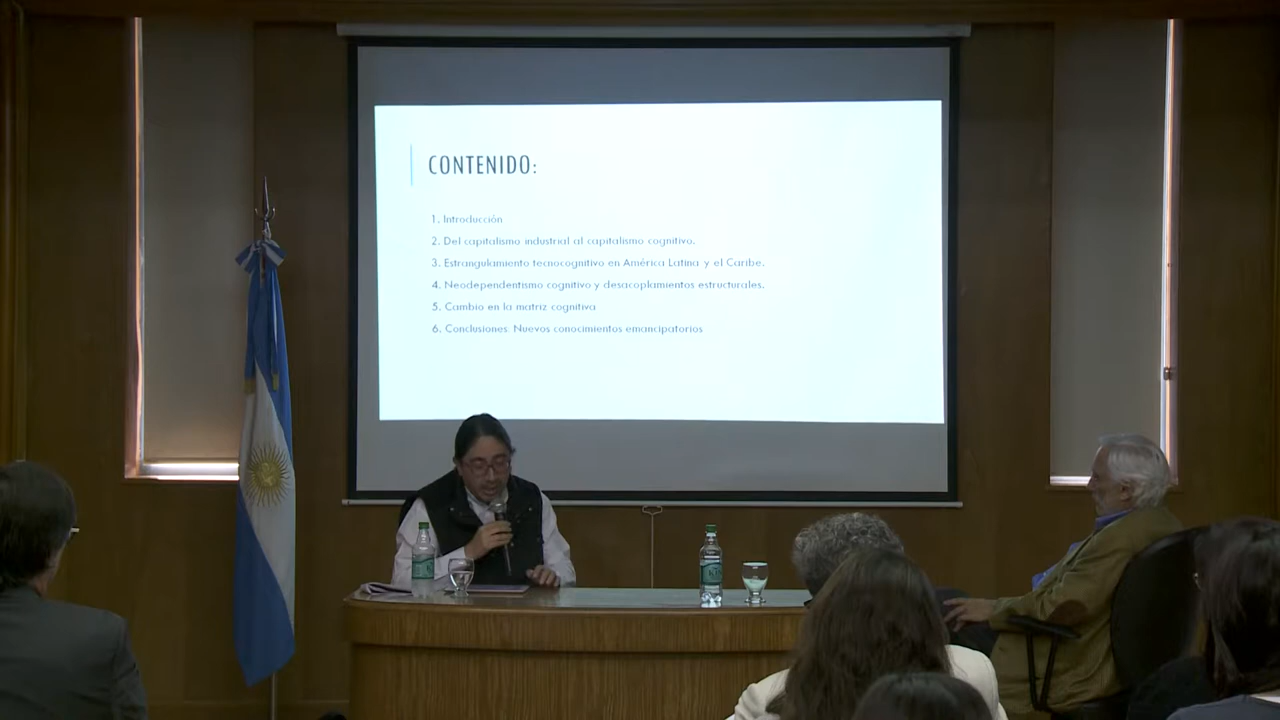 CONTENIDO:
1. Introducción
2. Del capitalismo industrial al capitalismo cognitivo.
3. Estrangulamiento tecnocognitivo en América Latina y el Caribe.
4. Neodependentismo cognitivo y desacoplamientos estructurales.
5. Cambio en la matriz cognitiva
6. Conclusiones. Nuevos conocimientos emancipatorios